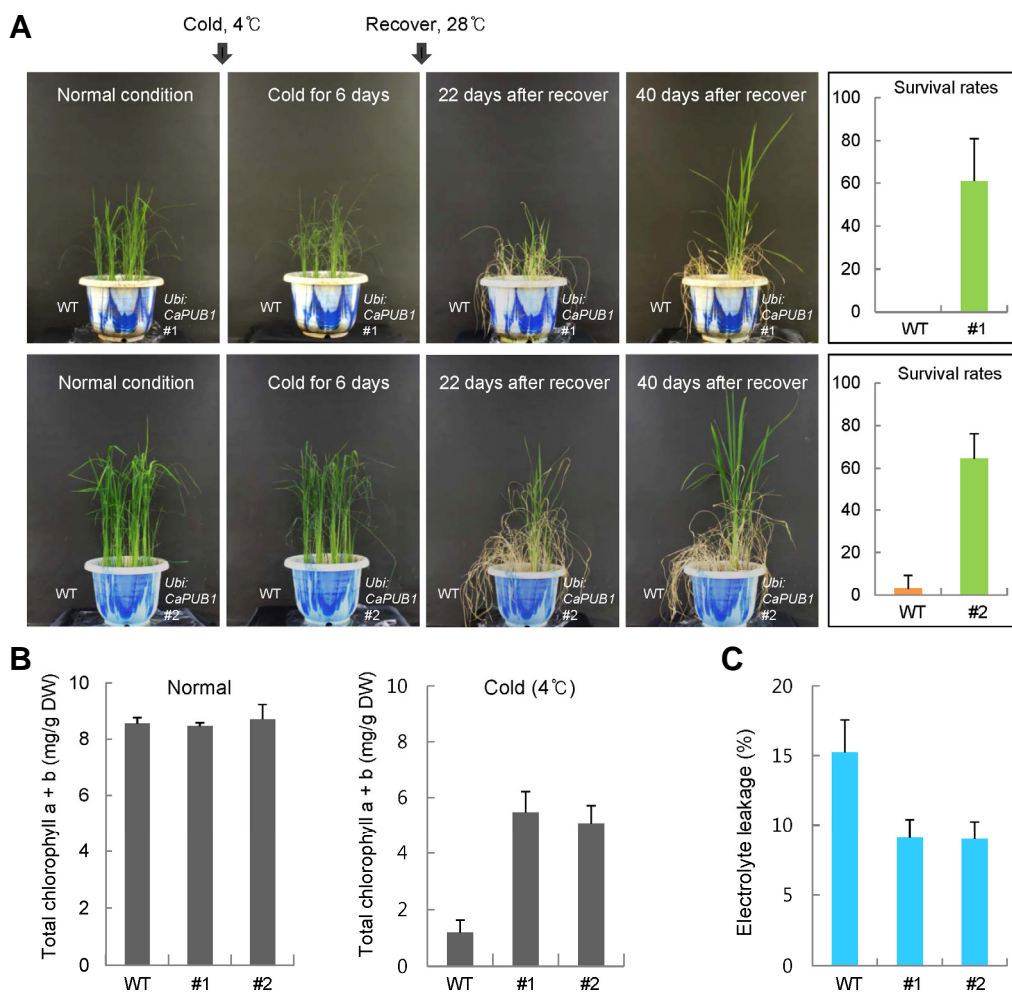 A
Cold, 4℃
Recover, 28℃
Normal condition
Cold for 6 days
22 days after recover
40 days after recover
WT
Ubi:
CaPUB1
#1
WT
Ubi:
CaPUB1
#1
WT
Ubi:
CaPUB1
#1
WT
Ubi:
CaPUB1
#1
Survival rates
100
80
60
40
20
0
WT
#1
Normal condition
Cold for 6 days
22 days after recover
40 days after recover
WT
Ubi:
CaPUB1
#2
WT
Ubi:
CaPUB1
#2
WT
Ubi:
CaPUB1
#2
WT
Ubi:
CaPUB1
#2
Survival rates
100
80
60
40
20
0
WT
#2
B
Total chlorophyll a + b (mg/g DW)
Normal
10
8
6
4
2
0
WT
#1
#2
Total chlorophyll a + b (mg/g DW)
Cold (4℃)
10
8
6
4
2
0
WT
#1
#2
C
Electrolyte leakage (%)
20
15
10
5
0
WT
#1
#2